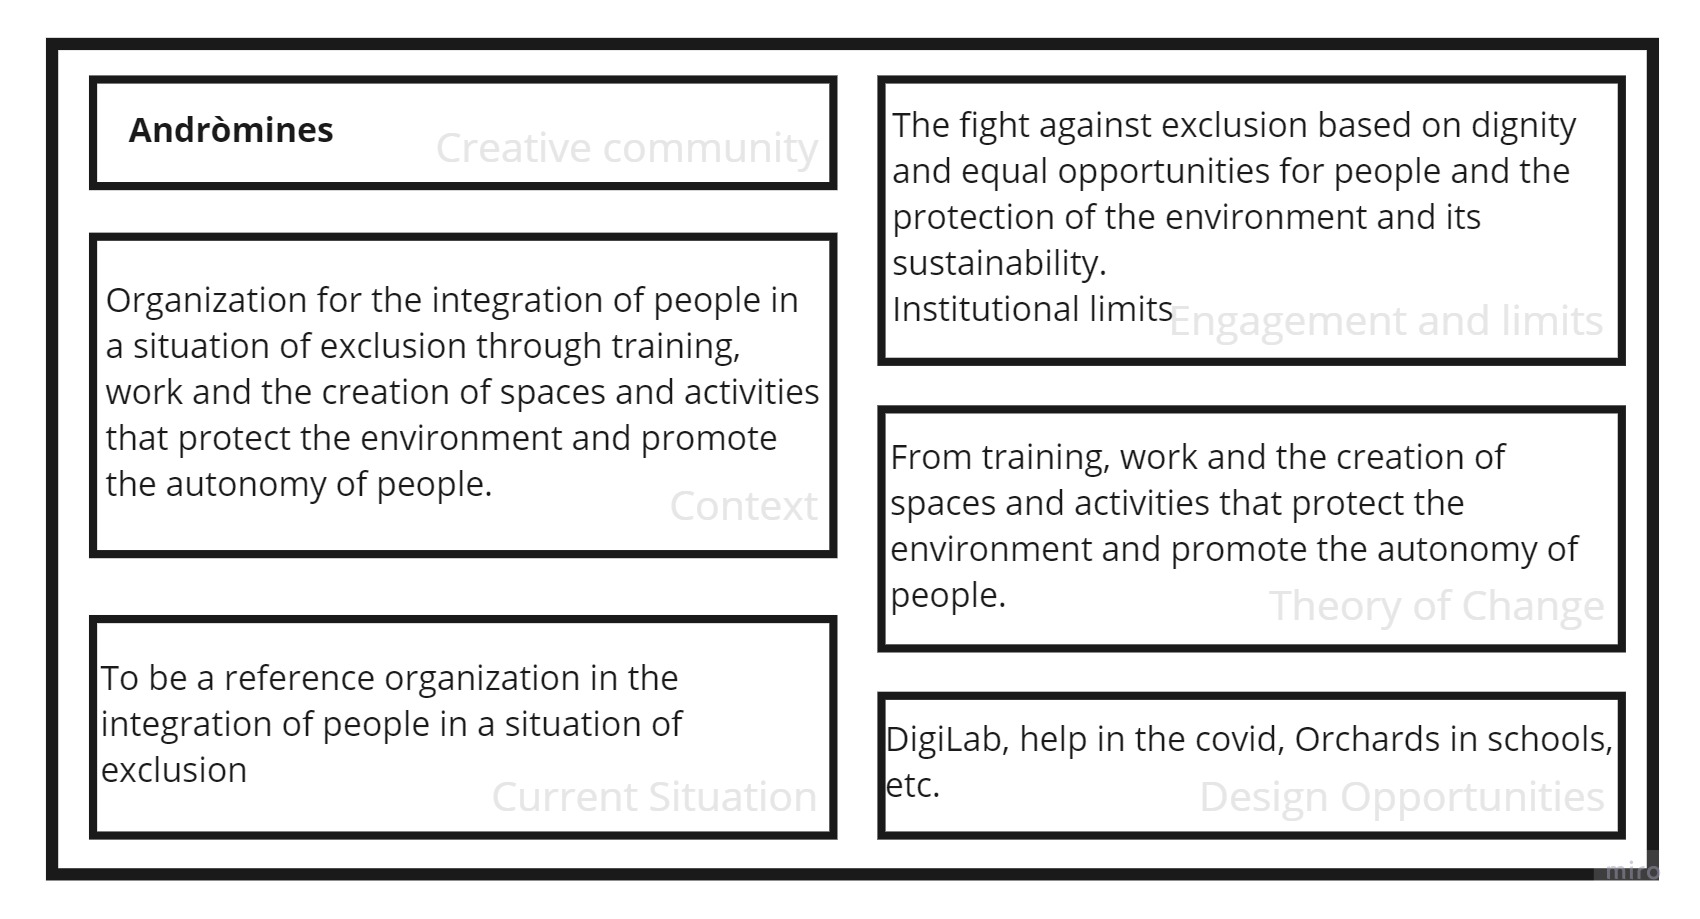 Andròmines
Creative community
Organization for the integration of people in
a situation of exclusion through training,
work and the creation of spaces and activities
that protect the environment and promote
the autonomy of people.
Context
To be a reference organization in the
integration of people in a situation of
exclusion
Current Situation
The fight against exclusion based on dignity
and equal opportunities for people and the
protection of the environment and its
sustainability.
Institutional limits
Engagement and limits
From training, work and the creation of
spaces and activities that protect the
environment and promote the autonomy of
people.
Theory of Change
DigiLab, help in the covid, Orchards in schools,
etc.
Design Opportunities
miro